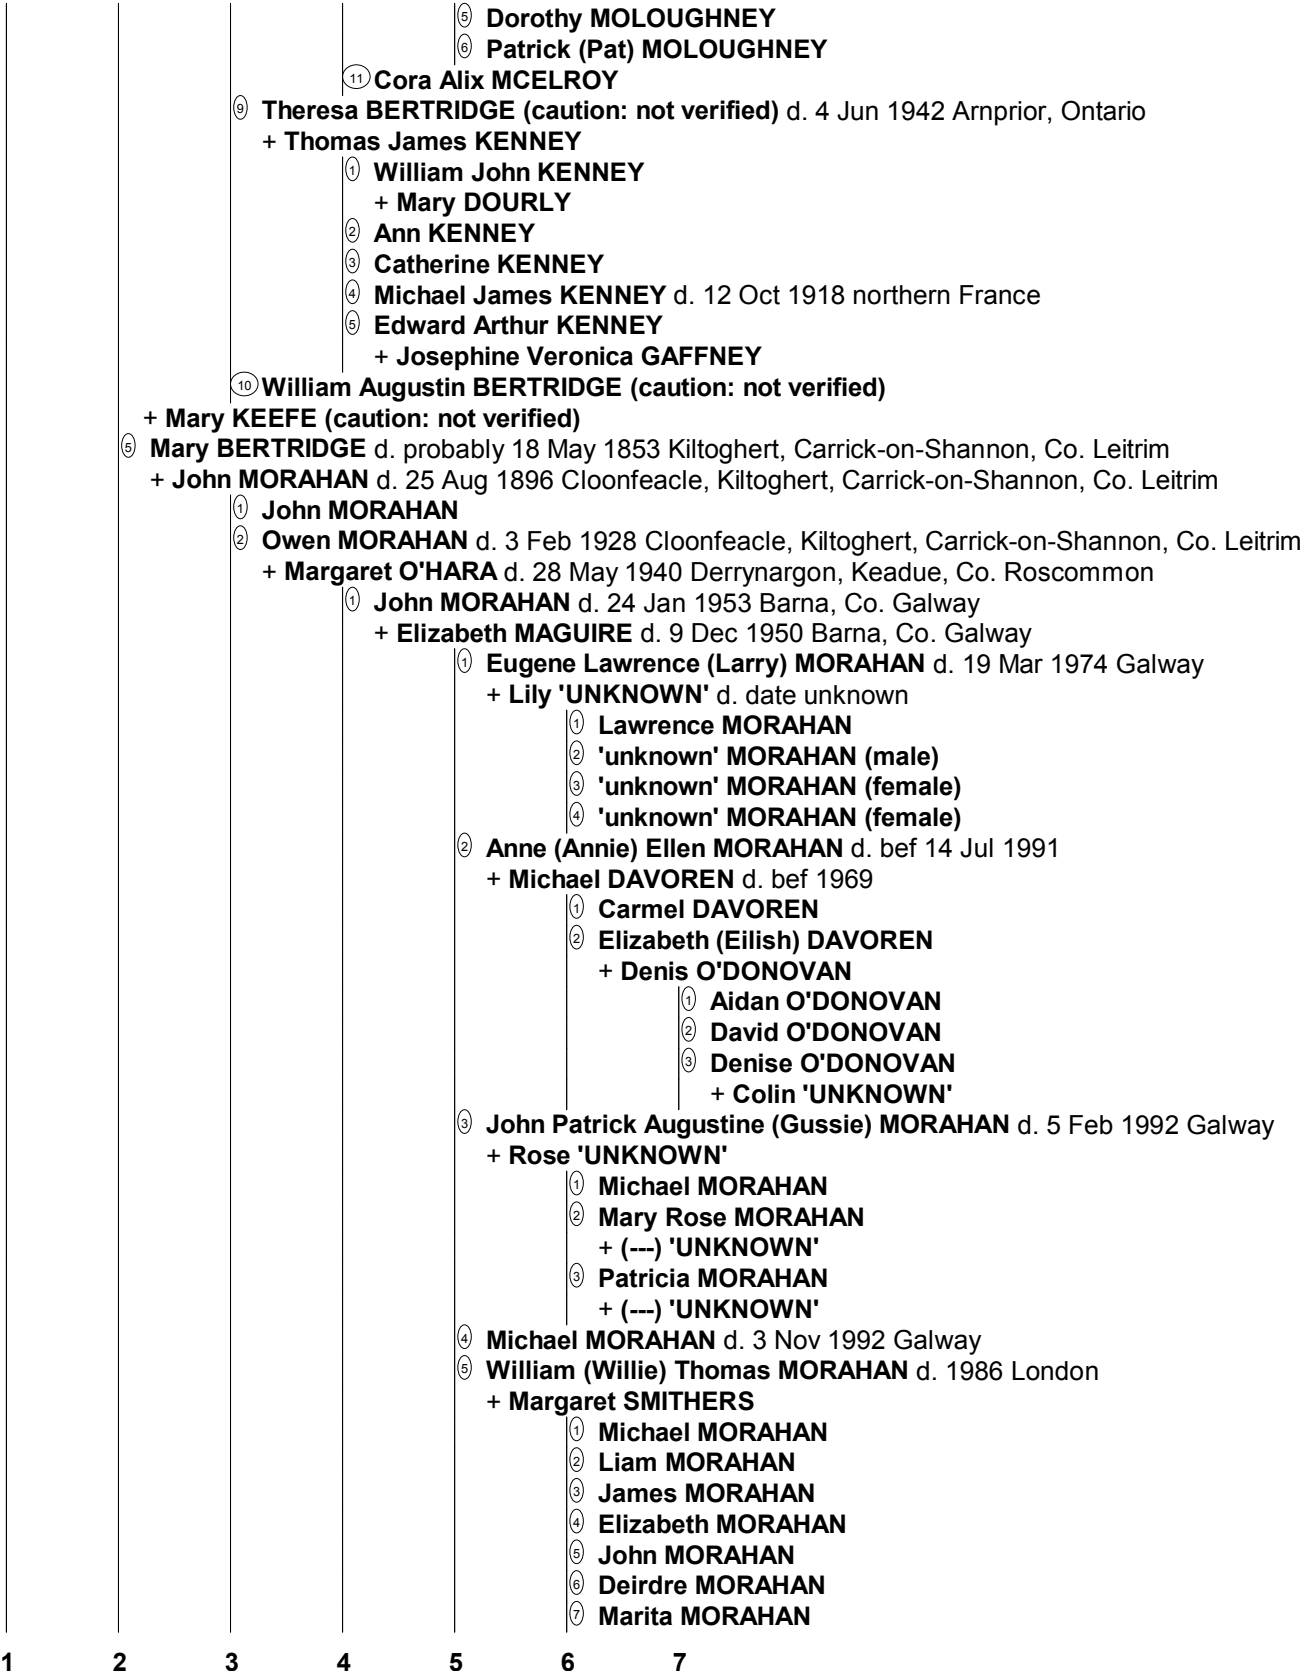 5 Dorothy MOLOUGHNEY
6 Patrick (Pat) MOLOUGHNEY
11 Cora Alix MCELROY
9 Theresa BERTRIDGE (caution: not verified) d. 4 Jun 1942 Arnprior, Ontario
+ Thomas James KENNEY
1 William John KENNEY
+ Mary DOURLY
2 Ann KENNEY
3 Catherine KENNEY
4 Michael James KENNEY d. 12 Oct 1918 northern France
5 Edward Arthur KENNEY
+ Josephine Veronica GAFFNEY
10 William Augustin BERTRIDGE (caution: not verified)
+ Mary KEEFE (caution: not verified)
5 Mary BERTRIDGE d. probably 18 May 1853 Kiltoghert, Carrick-on-Shannon, Co. Leitrim
+ John MORAHAN d. 25 Aug 1896 Cloonfeacle, Kiltoghert, Carrick-on-Shannon, Co. Leitrim
1 John MORAHAN
2 Owen MORAHAN d. 3 Feb 1928 Cloonfeacle, Kiltoghert, Carrick-on-Shannon, Co. Leitrim
+ Margaret O'HARA d. 28 May 1940 Derrynargon, Keadue, Co. Roscommon
1 John MORAHAN d. 24 Jan 1953 Barna, Co. Galway
+ Elizabeth MAGUIRE d. 9 Dec 1950 Barna, Co. Galway
1 Eugene Lawrence (Larry) MORAHAN d. 19 Mar 1974 Galway
+ Lily 'UNKNOWN' d. date unknown
1 Lawrence MORAHAN
2 'unknown' MORAHAN (male)
3 'unknown' MORAHAN (female)
4 'unknown' MORAHAN (female)
2 Anne (Annie) Ellen MORAHAN d. bef 14 Jul 1991
+ Michael DAVOREN d. bef 1969
1 Carmel DAVOREN
2 Elizabeth (Eilish) DAVOREN
+ Denis O'DONOVAN
1 Aidan O'DONOVAN
2 David O'DONOVAN
3 Denise O'DONOVAN
+ Colin 'UNKNOWN'
3 John Patrick Augustine (Gussie) MORAHAN d. 5 Feb 1992 Galway
+ Rose 'UNKNOWN'
1 Michael MORAHAN
2 Mary Rose MORAHAN
+ (---) 'UNKNOWN'
3 Patricia MORAHAN
+ (---) 'UNKNOWN'
4 Michael MORAHAN d. 3 Nov 1992 Galway
5 William (Willie) Thomas MORAHAN d. 1986 London
+ Margaret SMITHERS
1 Michael MORAHAN
2 Liam MORAHAN
3 James MORAHAN
4 Elizabeth MORAHAN
5 John MORAHAN
6 Deirdre MORAHAN
7 Marita MORAHAN
1 2 3 4 5 6 7